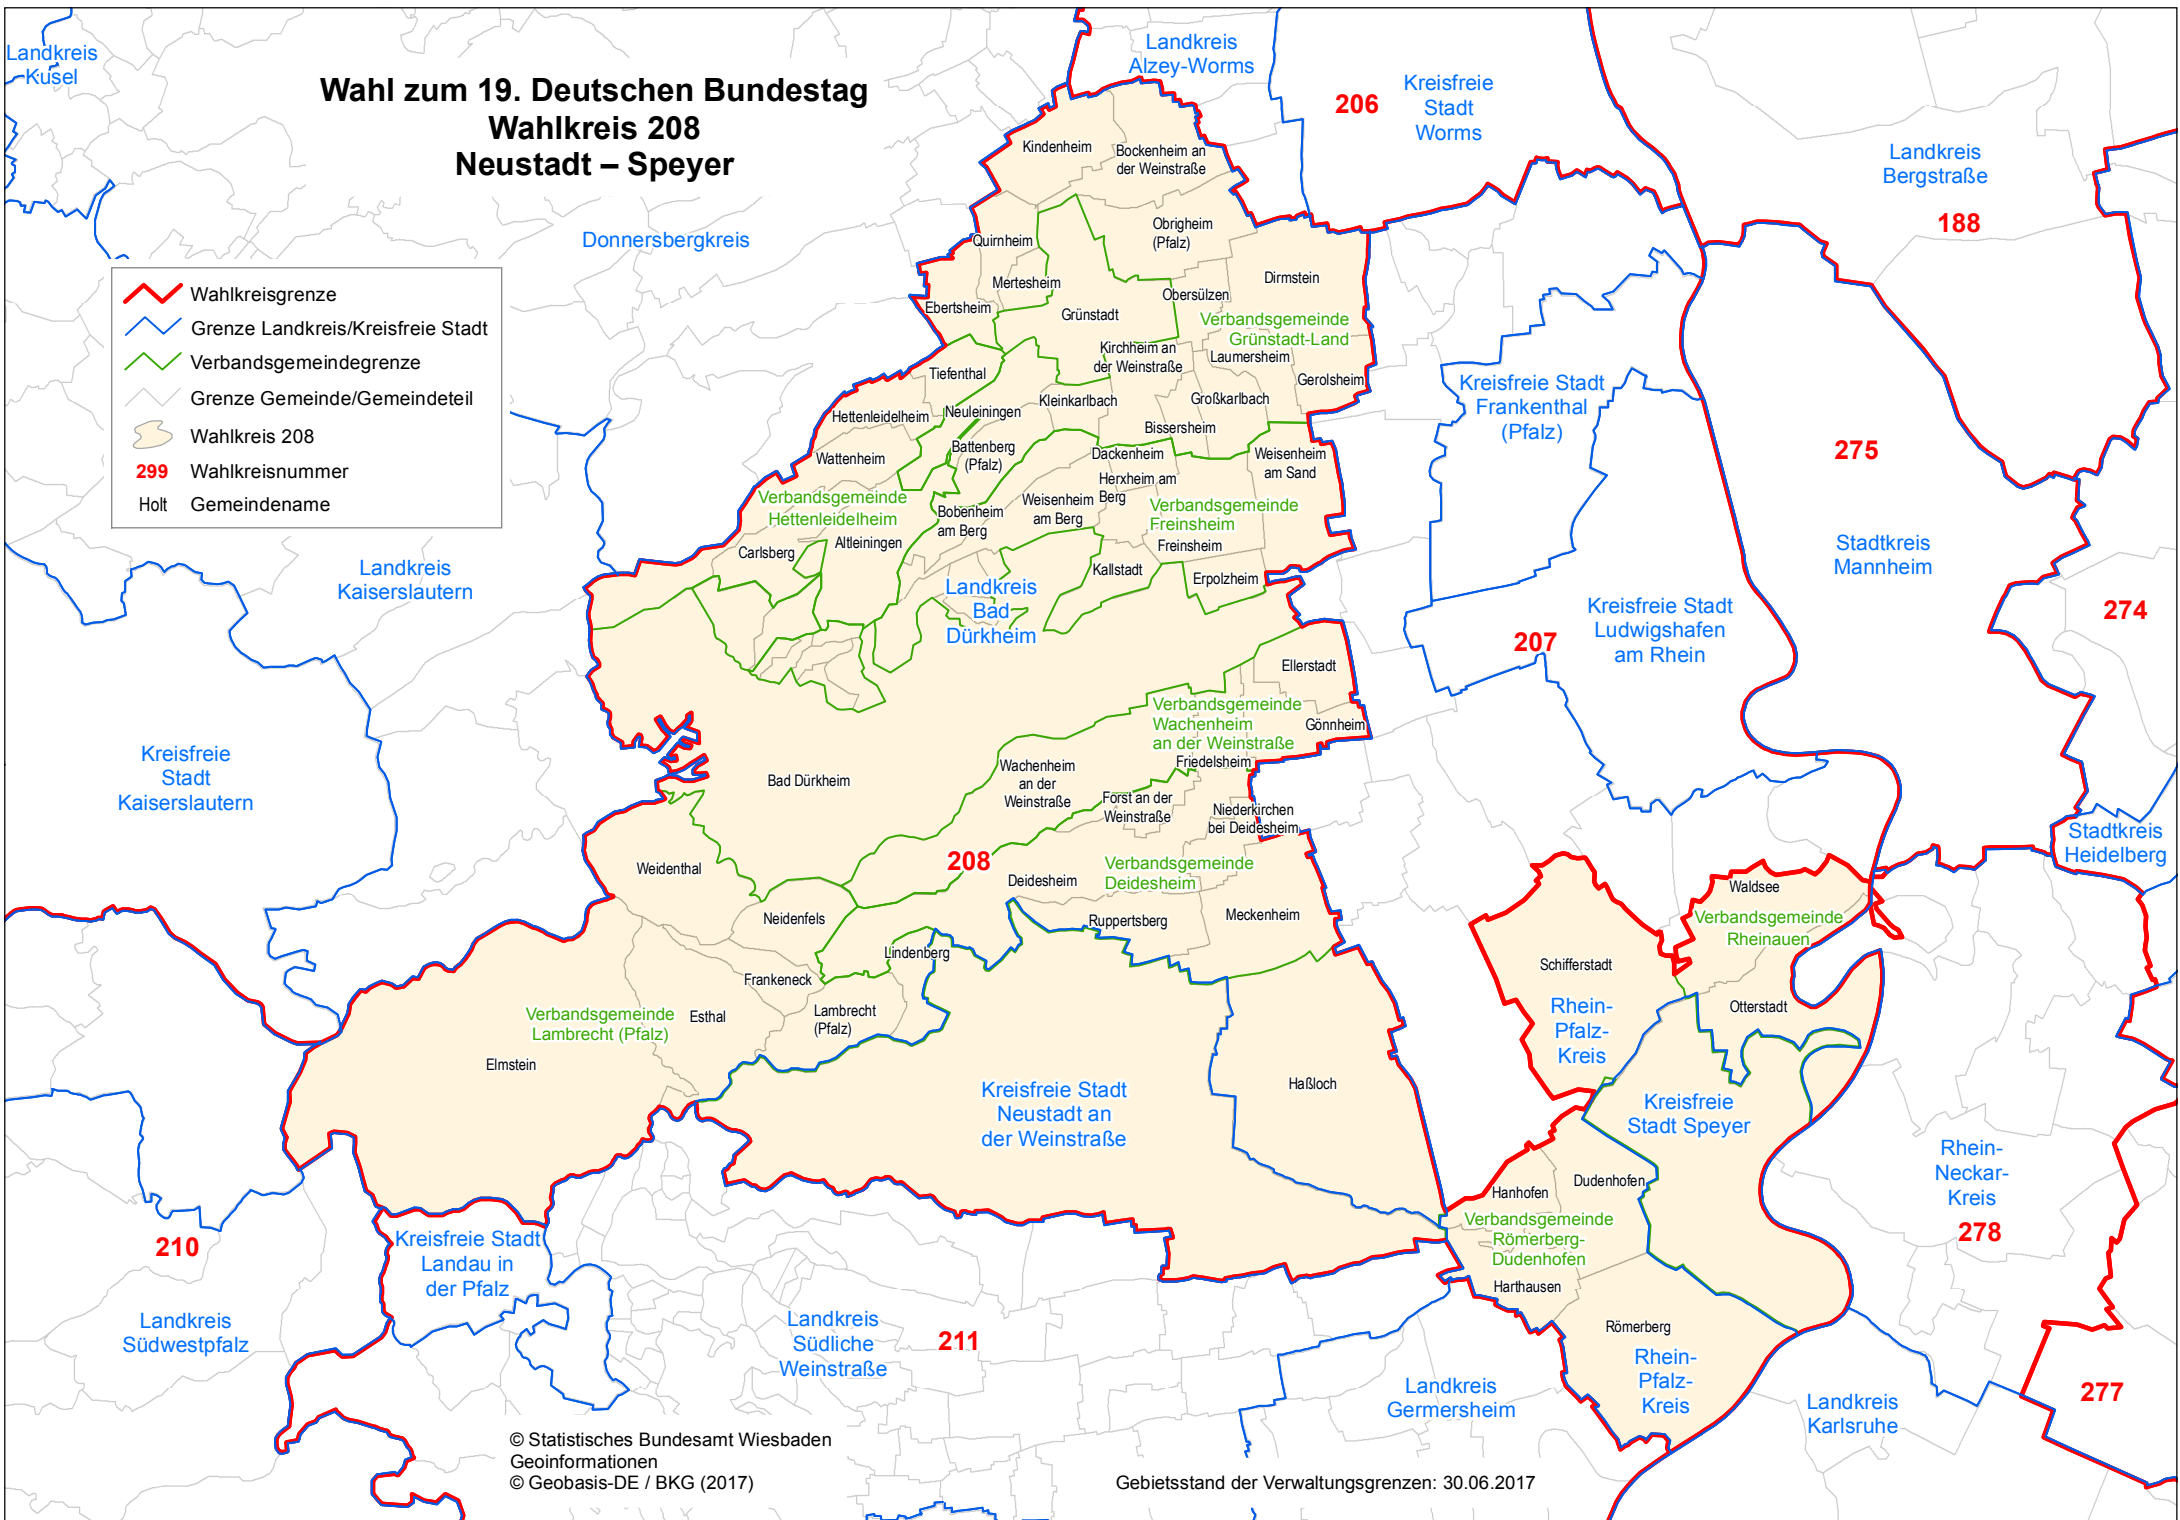 Wahl zum 19. Deutschen Bundestag
Wahlkreis 208
Neustadt – Speyer
Wahlkreisgrenze
Grenze Landkreis/Kreisfreie Stadt
Verbandsgemeindegrenze
Grenze Gemeinde/Gemeindeteil
Wahlkreis 208
299 Wahlkreisnummer
Holt Gemeindename
Landkreis
Kusel
Donnersbergkreis
Landkreis
Alzey-Worms
206
Kreisfreie
Stadt
Worms
Landkreis
Bergstraße
188
Kindenheim
Bockenheim an
der Weinstraße
Quirnheim
Obrigheim
(Pfalz)
Mertesheim
Ebertsheim
Grünstadt
Obersülzen
Dirmstein
Verbandsgemeinde
Grünstadt-Land
Kirchheim an
der Weinstraße
Laumersheim
Gerolsheim
Tiefenthal
Hettenleidelheim
Neuleiningen
Kleinkarlbach
Großkarlbach
Bissersheim
Wattenheim
Battenberg
(Pfalz)
Dackenheim
Weisenheim
am Sand
Herxheim am
Berg
Weisenheim
am Berg
Verbandsgemeinde
Hettenleidelheim
Bobenheim
am Berg
Verbandsgemeinde
Freinsheim
Freinsheim
Carlsberg
Altleiningen
Kallstadt
Erpolzheim
Landkreis
Bad
Dürkheim
Kreisfreie Stadt
Frankenthal
(Pfalz)
275
Stadtkreis
Mannheim
274
207
Kreisfreie Stadt
Ludwigshafen
am Rhein
Landkreis
Kaiserslautern
Kreisfreie
Stadt
Kaiserslautern
Ellerstadt
Verbandsgemeinde
Wachenheim
an der Weinstraße
Gönnheim
Friedelsheim
Bad Dürkheim
Wachenheim
an der
Weinstraße
Forst an der
Weinstraße
Niederkirchen
bei Deidesheim
208
Verbandsgemeinde
Deidesheim
Deidesheim
Ruppertsberg
Meckenheim
Weidenthal
Neidenfels
Lindenberg
Frankeneck
Lambrecht
(Pfalz)
Esthal
Verbandsgemeinde
Lambrecht (Pfalz)
Elmstein
Kreisfreie Stadt
Neustadt an
der Weinstraße
Haßloch
Stadtkreis
Heidelberg
Waldsee
Verbandsgemeinde
Rheinauen
Schifferstadt
Otterstadt
Rhein-
Pfalz-
Kreis
Kreisfreie
Stadt Speyer
Dudenhofen
Hanhofen
Verbandsgemeinde
Römerberg-
Dudenhofen
Harthausen
Römerberg
Rhein-
Pfalz-
Kreis
Rhein-
Neckar-
Kreis
278
277
Landkreis
Karlsruhe
Landkreis
Germersheim
210
Landkreis
Südwestpfalz
Kreisfreie Stadt
Landau in
der Pfalz
Landkreis
Südliche
Weinstraße
211
© Statistisches Bundesamt Wiesbaden
Geoinformationen
© Geobasis-DE / BKG (2017)
Gebietsstand der Verwaltungsgrenzen: 30.06.2017